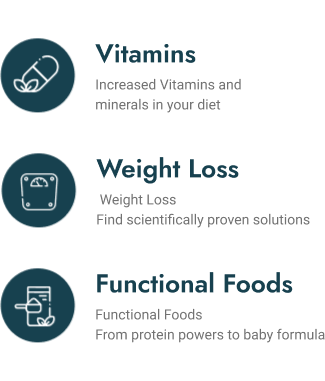 Vitamins
Increased Vitamins and
minerals in your diet
Weight Loss
Weight Loss
Find scientifically proven solutions
Functional Foods
Functional Foods
From protein powers to baby formula